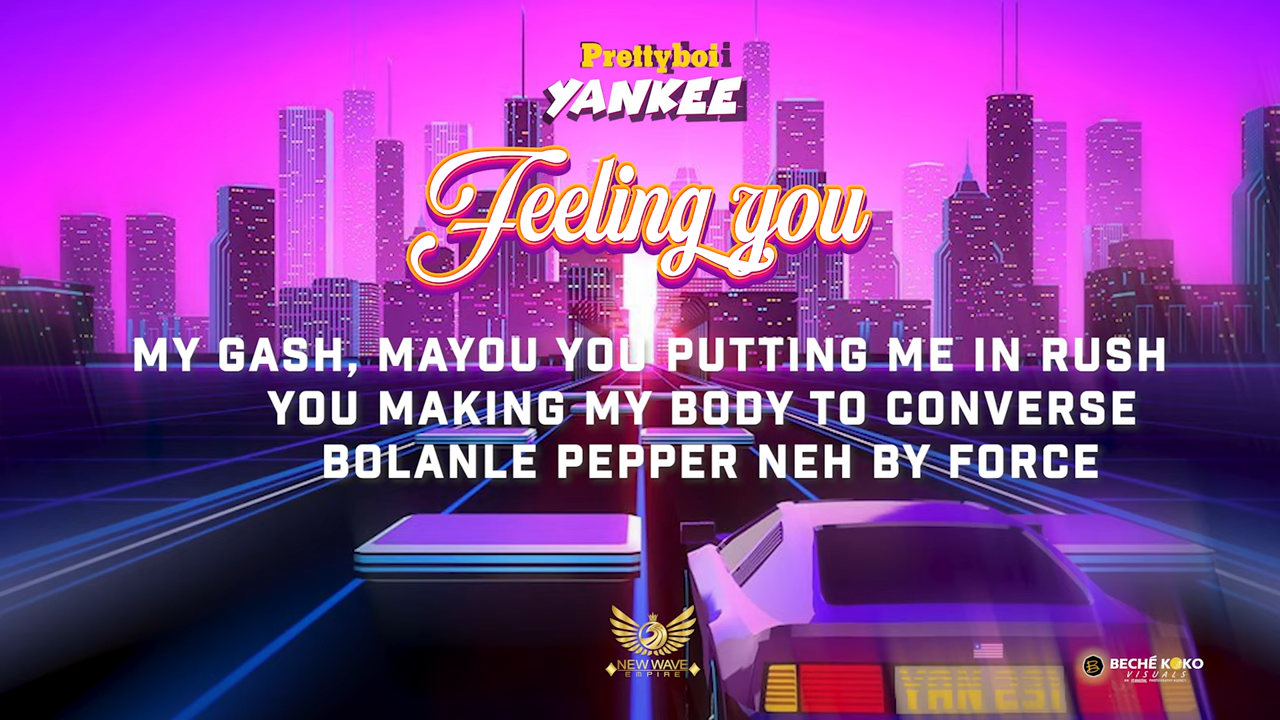 Prettyboii
YANKEE
Feeling you
MY GASH, MAYOU YOU PUTTING ME IN RUSH
YOU MAKING MY BODY TO CONVERSE
BOLANLE PEPPER NEH BY FORCE
NEW WAVE
EMPIRE
BECHÉ KOKO
VISUALS
YAN 231